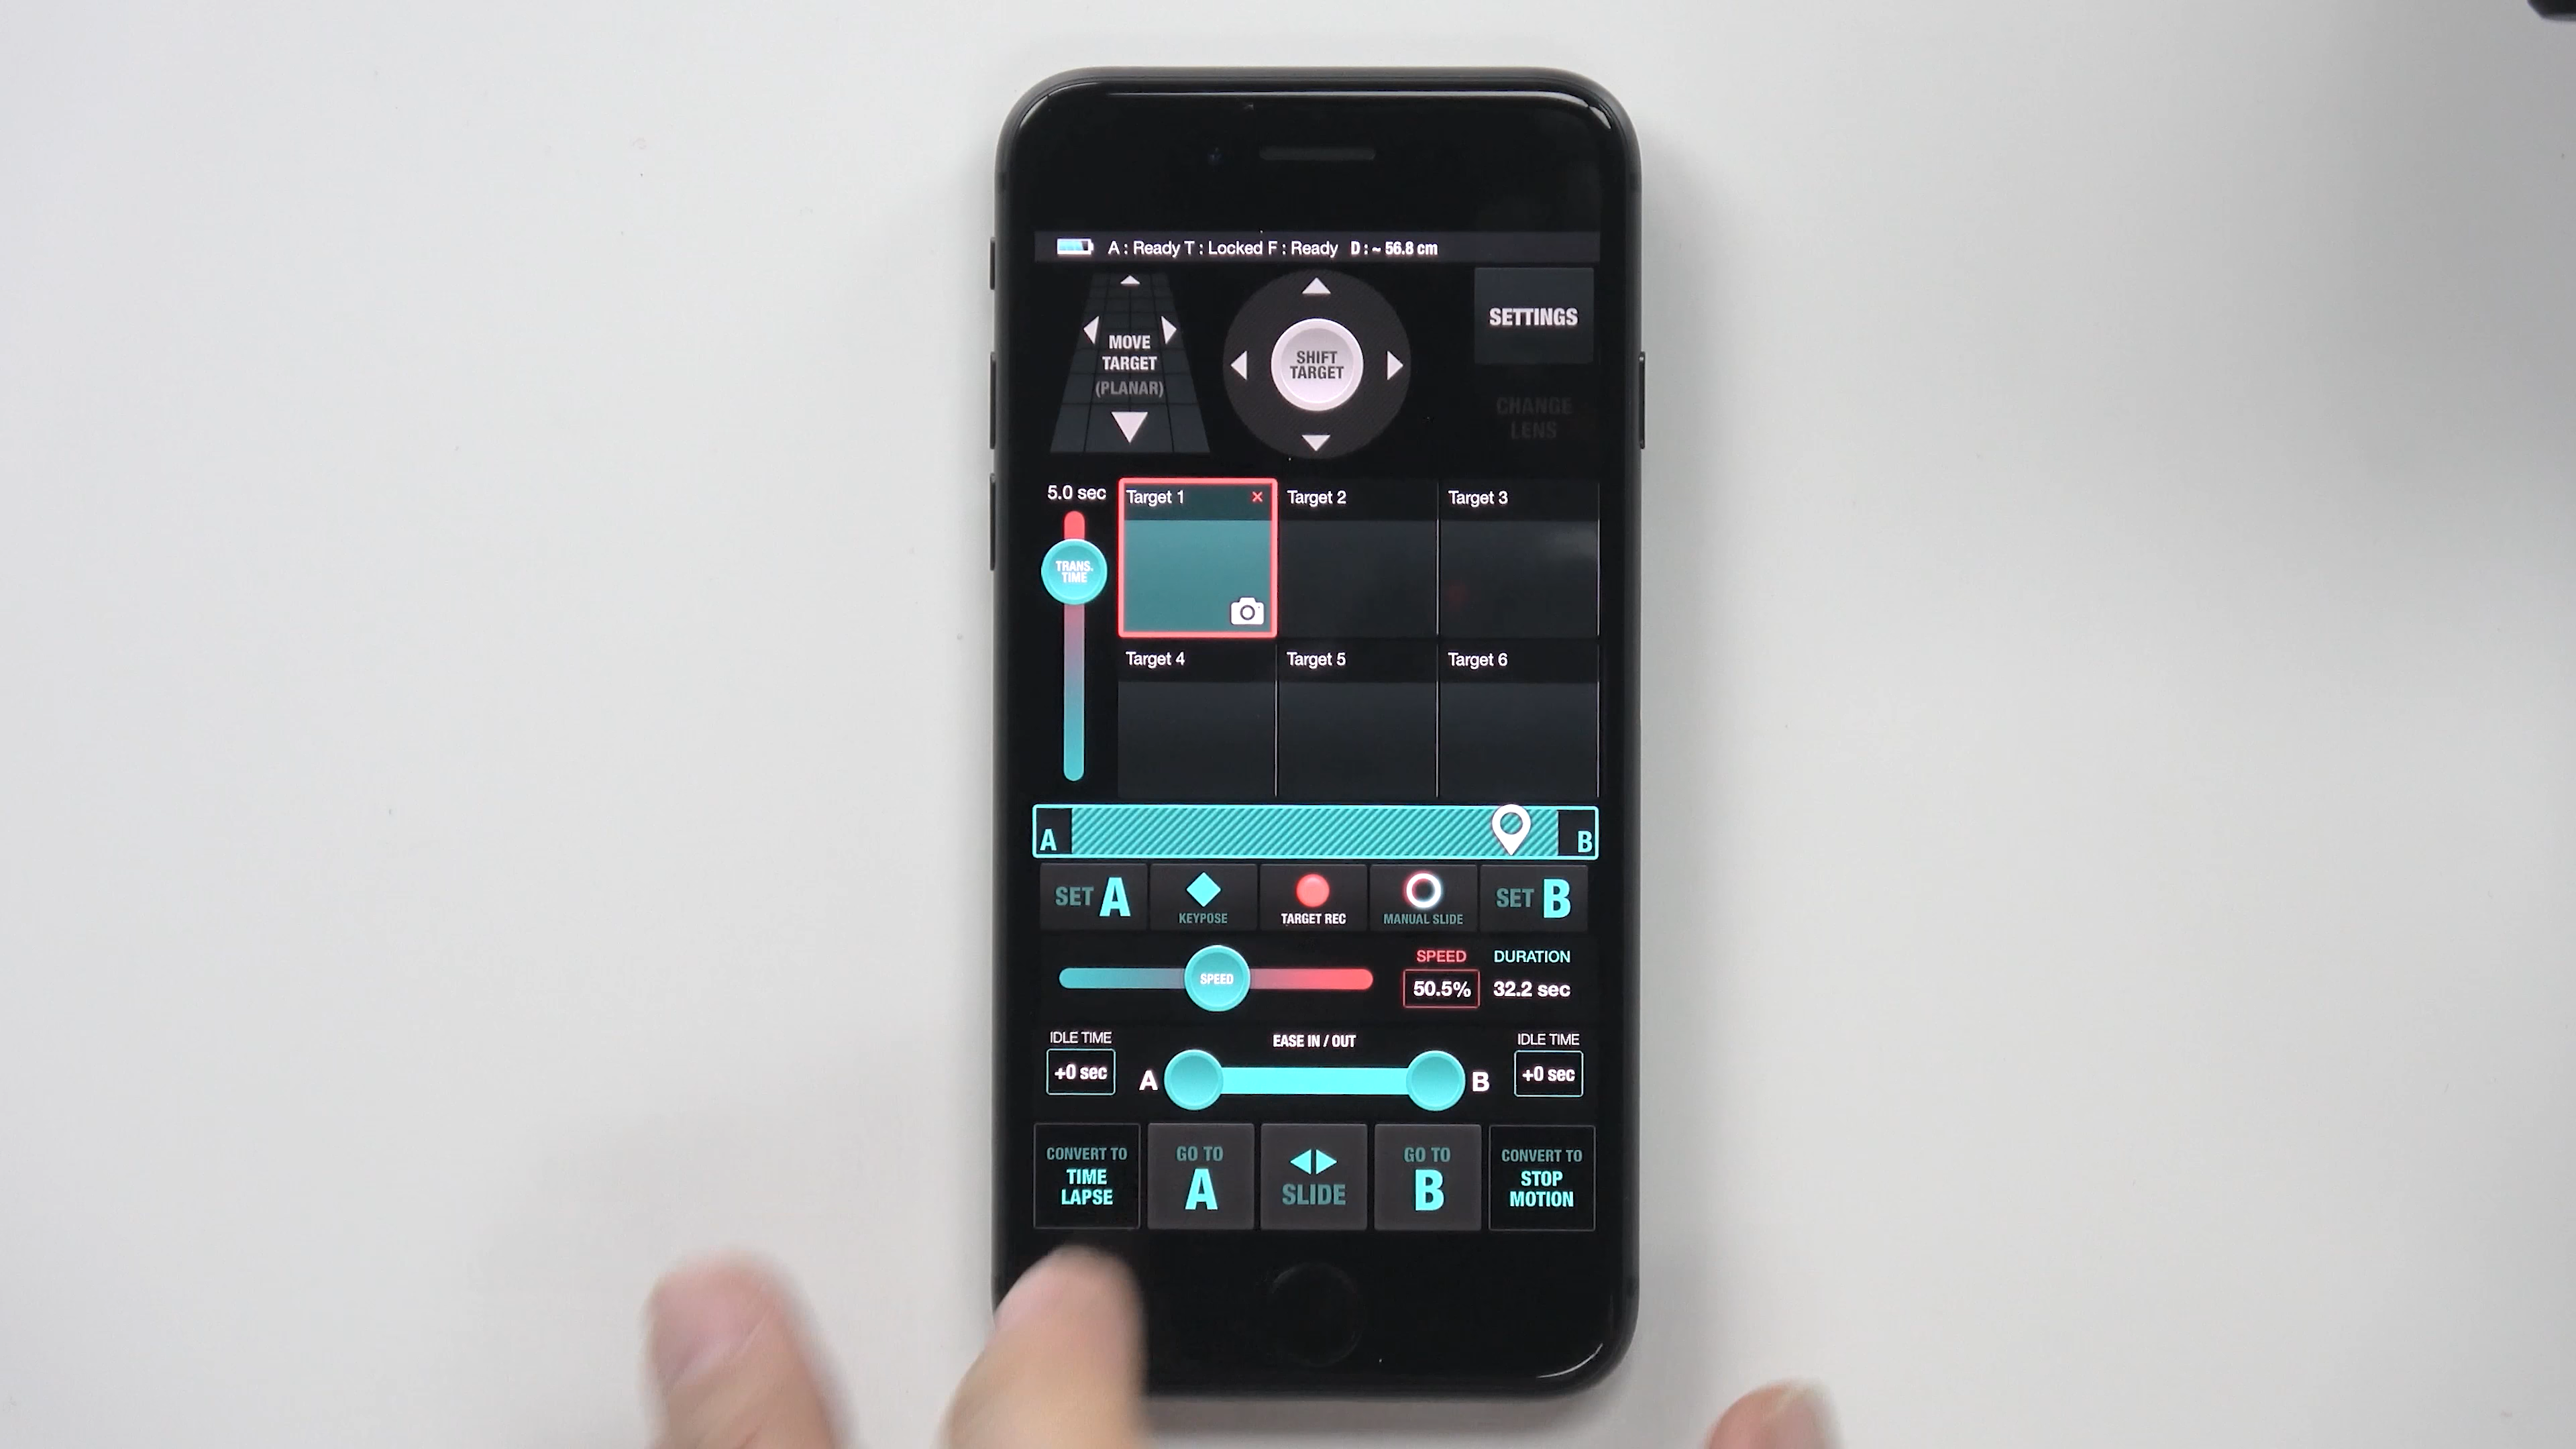 A : Ready T : Locked F : Ready D : ~ 56.8 cm
MOVE
TARGET
(PLANAR)
SHIFT
TARGET
SETTINGS
CHANGE
LENS
5.0 sec
TRANS.
TIME
Target 1
Target 2
Target 3
Target 4
Target 5
Target 6
A
B
SET A
KEYPOSE
TARGET REC
MANUAL SLIDE
SET B
SPEED
SPEED
50.5%
DURATION
32.2 sec
IDLE TIME
+0 sec
EASE IN / OUT
A
B
IDLE TIME
+0 sec
CONVERT TO
TIME
LAPSE
GO TO
A
SLIDE
GO TO
B
CONVERT TO
STOP
MOTION